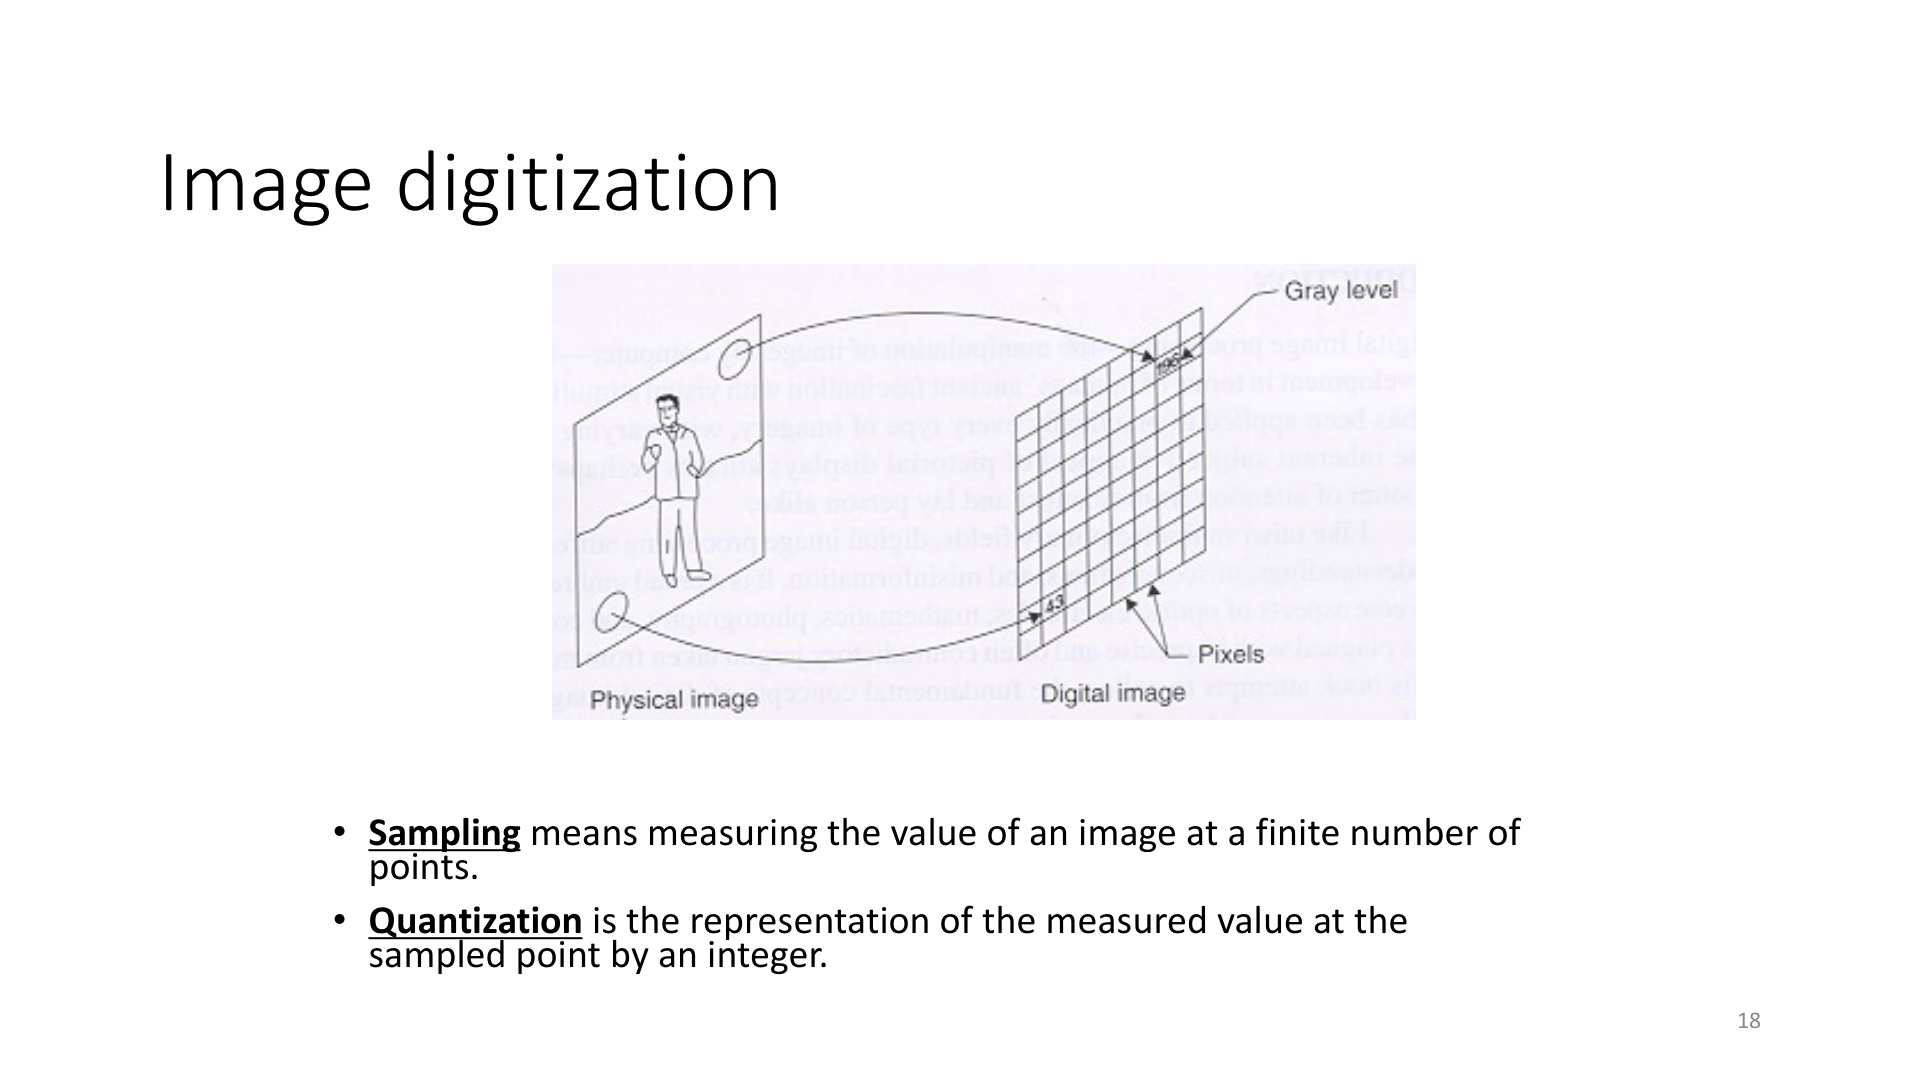 Image digitization
Gray level
196
43
Pixels
Physical image
Digital image
• Sampling means measuring the value of an image at a finite number of
points.
• Quantization is the representation of the measured value at the
sampled point by an integer.
18